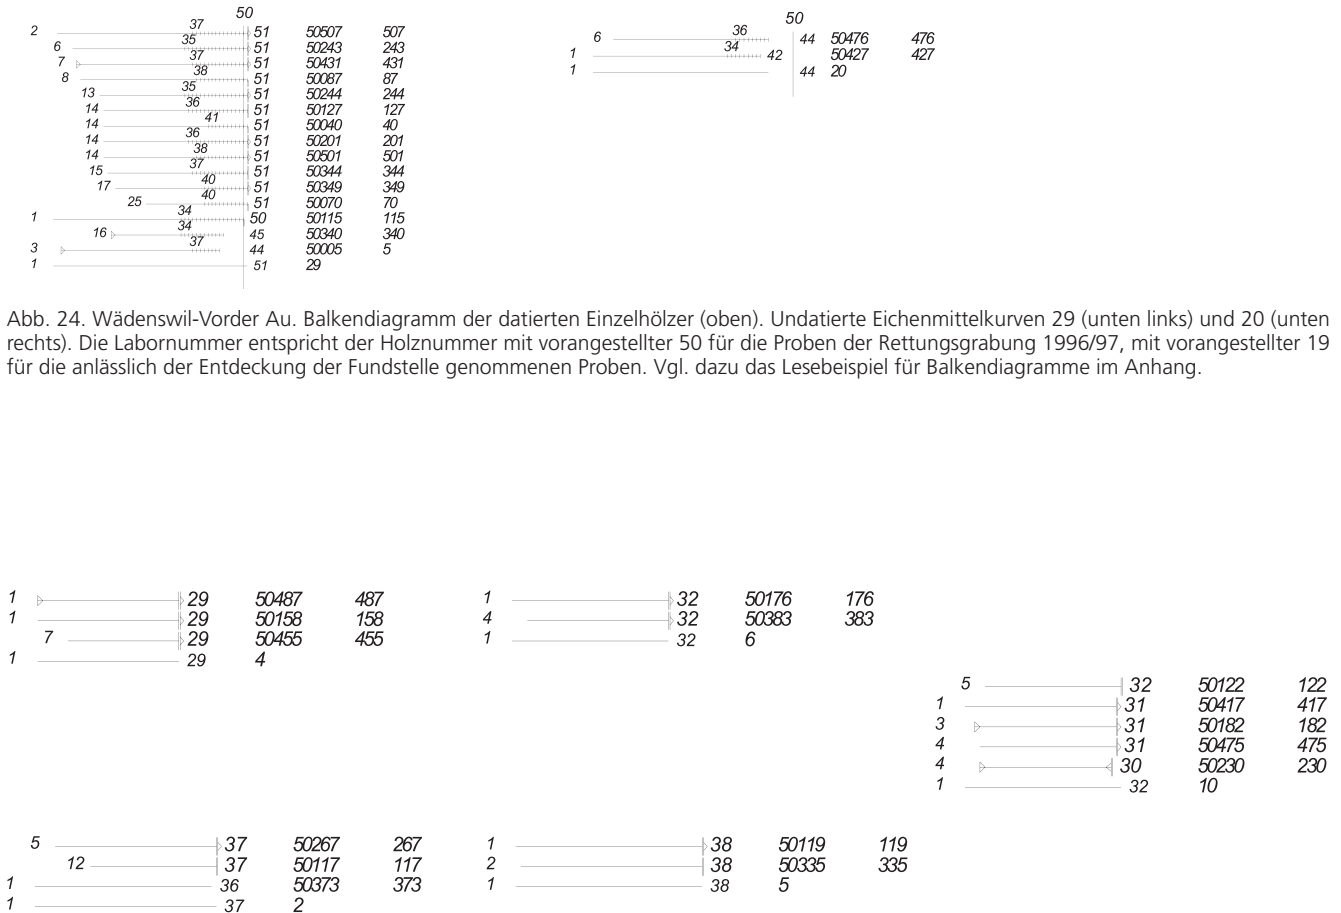 50
2 37 51 50507 507
6 35 51 50243 243
7 37 51 50431 431
8 38 51 50087 87
13 35 51 50244 244
14 36 51 50127 127
14 41 51 50040 40
14 36 51 50201 201
14 38 51 50501 501
15 37 51 50344 344
17 40 51 50349 349
25 40 51 50070 70
1 34 50 50115 115
16 34 45 50340 340
3 37 44 50005 5
1 51 29
50
6 36 44 50476 476
1 34 42 50427 427
1 44 20
Abb. 24. Wädenswil-Vorder Au. Balkendiagramm der datierten Einzelhölzer (oben). Undatierte Eichenmittelkurven 29 (unten links) und 20 (unten
rechts). Die Labornummer entspricht der Holznummer mit vorangestellter 50 für die Proben der Rettungsgrabung 1996/97, mit vorangestellter 19
für die anlässlich der Entdeckung der Fundstelle genommenen Proben. Vgl. dazu das Lesebeispiel für Balkendiagramme im Anhang.
1 29 50487 487
1 29 50158 158
7 29 50455 455
1 29 4
1 32 50176 176
4 32 50383 383
1 32 6
5 32 50122 122
1 31 50417 417
3 31 50182 182
4 31 50475 475
4 30 50230 230
1 32 10
5 37 50267 267
12 37 50117 117
1 36 50373 373
1 37 2
1 38 50119 119
2 38 50335 335
1 38 5